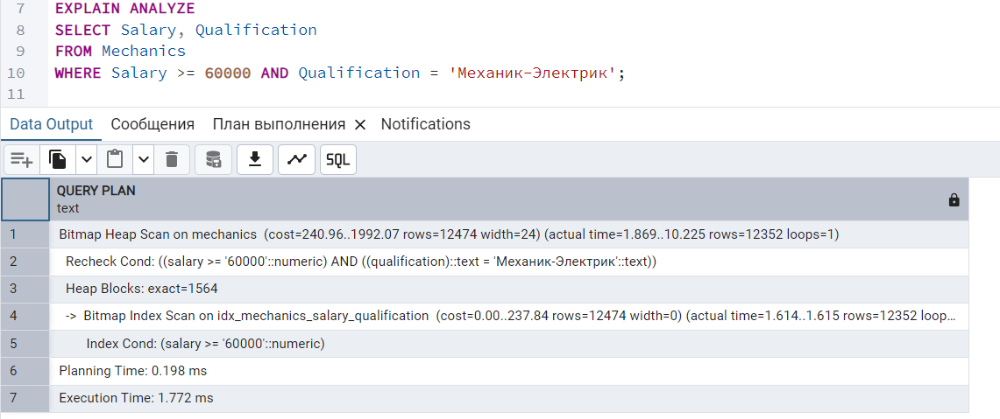 7 EXPLAIN ANALYZE
8 SELECT Salary, Qualification
9 FROM Mechanics
10 WHERE Salary >= 60000 AND Qualification = 'Механик-Электрик';
11
Data Output Сообщения План выполнения × Notifications
SQL
QUERY PLAN
text
1 Bitmap Heap Scan on mechanics (cost=240.96..1992.07 rows=12474 width=24) (actual time=1.869..10.225 rows=12352 loops=1)
2 Recheck Cond: ((salary >= '60000'::numeric) AND ((qualification)::text = 'Механик-Электрик'::text))
3 Heap Blocks: exact=1564
4 -> Bitmap Index Scan on idx_mechanics_salary_qualification (cost=0.00..237.84 rows=12474 width=0) (actual time=1.614..1.615 rows=12352 loop...
5 Index Cond: (salary >= '60000'::numeric)
6 Planning Time: 0.198 ms
7 Execution Time: 1.772 ms